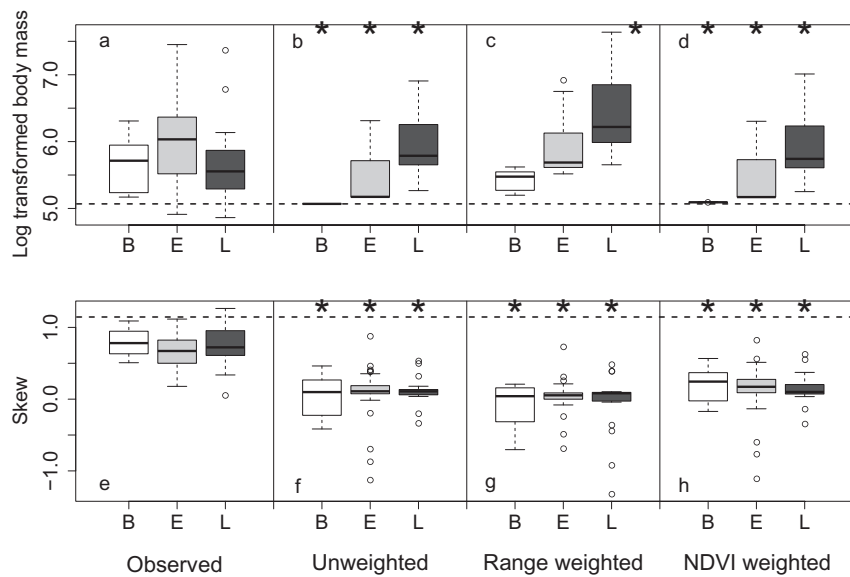 Log transformed body mass
7.0
6.0
5.0
a
b
c
d
* * * * * * *
B E L B E L B E L B E L
Skew
1.0
0.0
−1.0
* * * * * * * * *
e
f
g
h
B E L B E L B E L B E L
Observed Unweighted Range weighted NDVI weighted